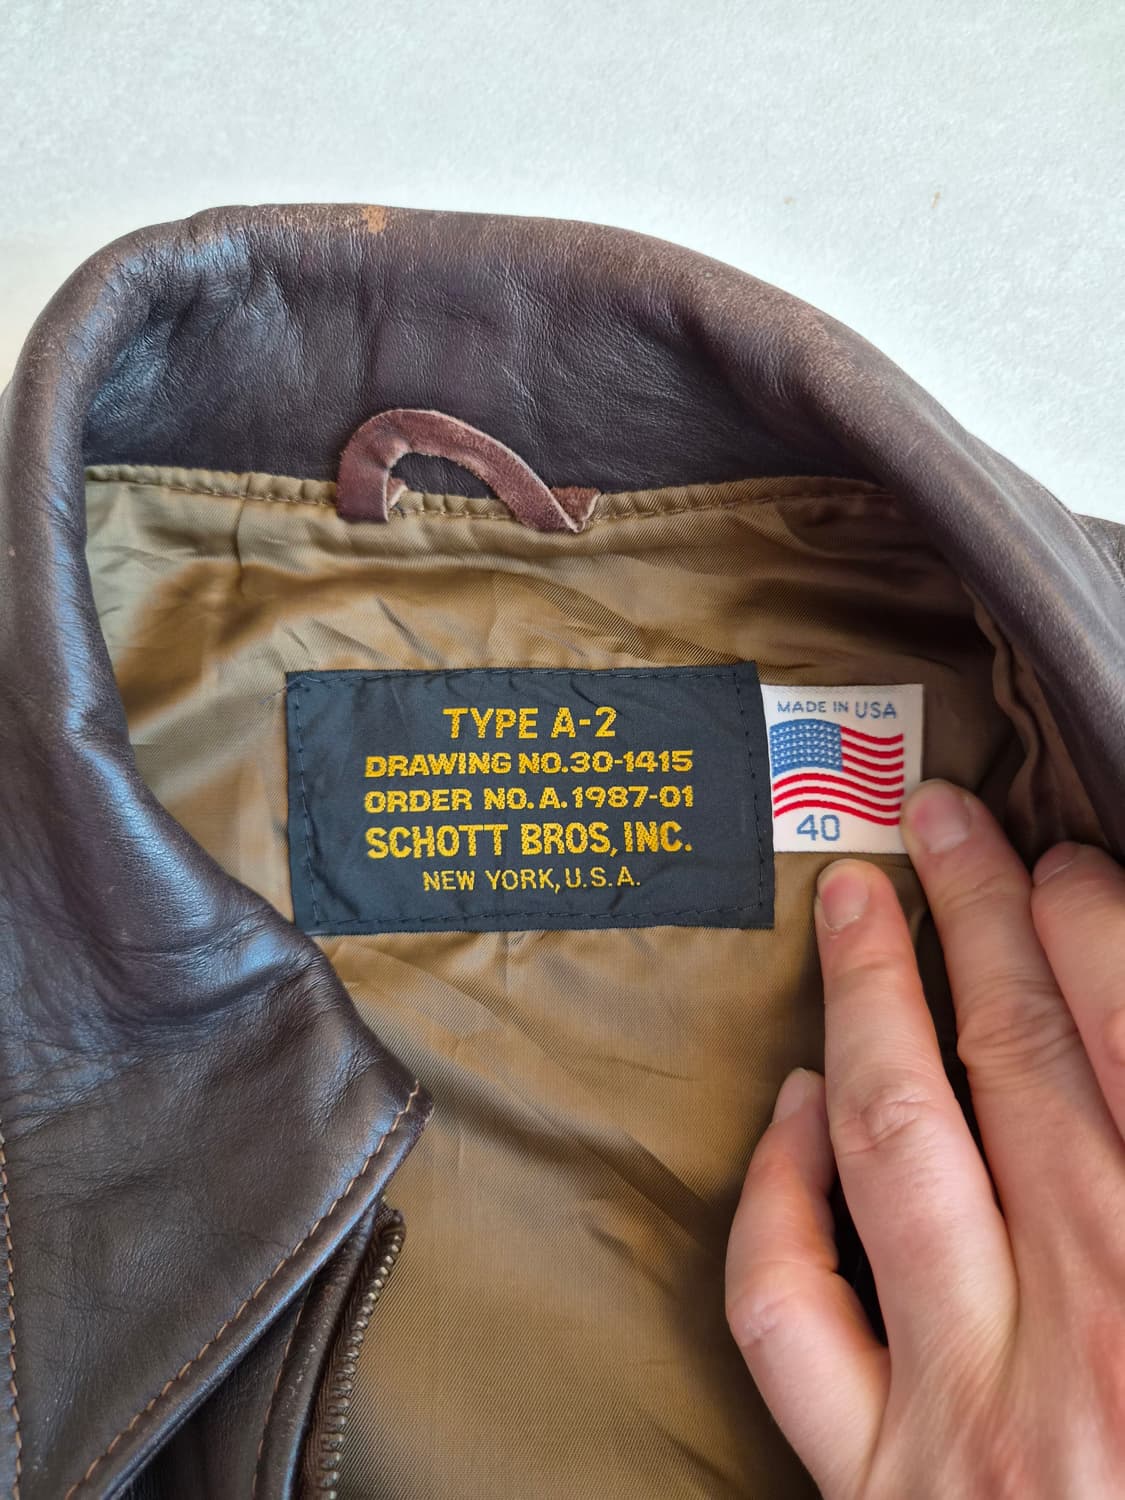 TYPE A-2
DRAWING NO.30-1415
ORDER NO.A.1987-01
SCHOTT BROS,INC.
NEW YORK,U.S.A.
MADE IN USA
40